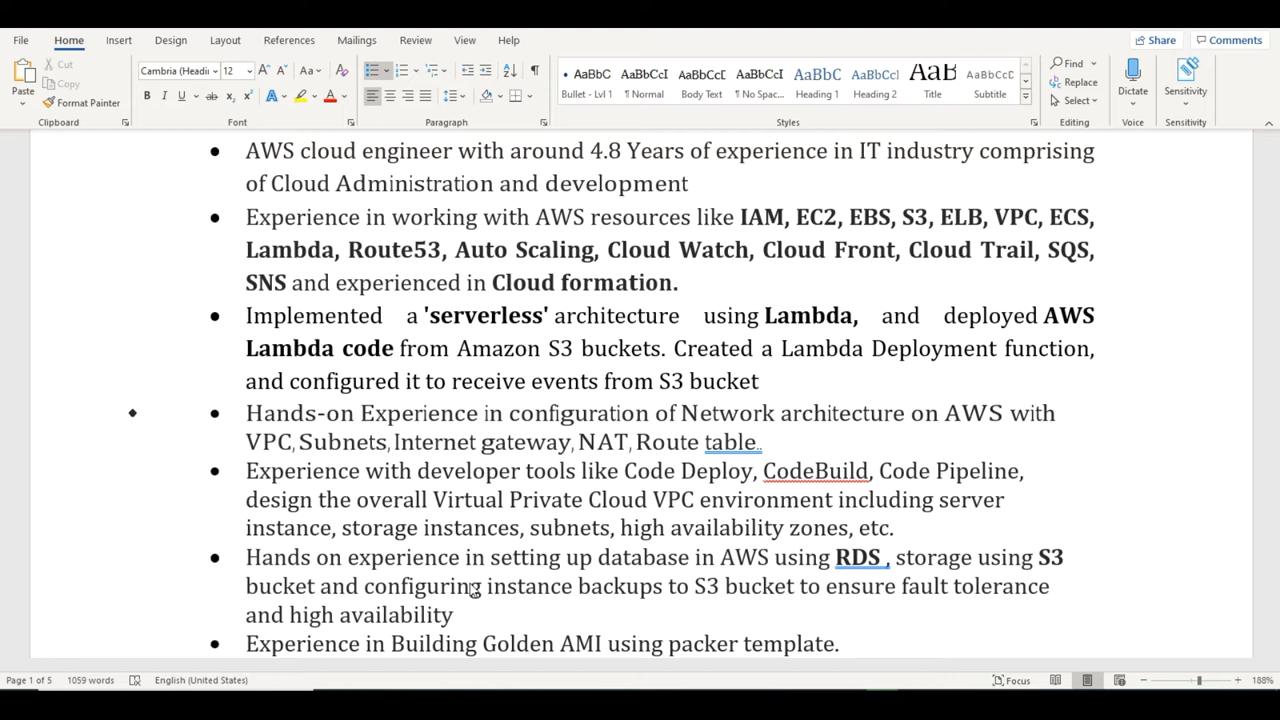 File Home Insert Design Layout References Mailings Review View Help Share Comments
Cut
Copy
Paste Format Painter
Cambria (Headi 12 Aa
B I U ab x₂ x² A A
AaBbC AaBbCcI AaBbCcI AaBbCcI AaBbC AaBbCcI AaB AaBbCcD
Bullet - Lvl 1 ¶ Normal Body Text ¶ No Spac... Heading 1 Heading 2 Title Subtitle
Find
Replace
Select
Dictate Sensitivity
Clipboard Font Paragraph Styles Editing Voice Sensitivity
• AWS cloud engineer with around 4.8 Years of experience in IT industry comprising
of Cloud Administration and development
• Experience in working with AWS resources like IAM, EC2, EBS, S3, ELB, VPC, ECS,
Lambda, Route53, Auto Scaling, Cloud Watch, Cloud Front, Cloud Trail, SQS,
SNS and experienced in Cloud formation.
• Implemented a 'serverless' architecture using Lambda, and deployed AWS
Lambda code from Amazon S3 buckets. Created a Lambda Deployment function,
and configured it to receive events from S3 bucket
• Hands-on Experience in configuration of Network architecture on AWS with
VPC, Subnets, Internet gateway, NAT, Route table..
• Experience with developer tools like Code Deploy, CodeBuild, Code Pipeline,
design the overall Virtual Private Cloud VPC environment including server
instance, storage instances, subnets, high availability zones, etc.
• Hands on experience in setting up database in AWS using RDS , storage using S3
bucket and configuring instance backups to S3 bucket to ensure fault tolerance
and high availability
• Experience in Building Golden AMI using packer template.
Page 1 of 5 1059 words English (United States) Focus 188%